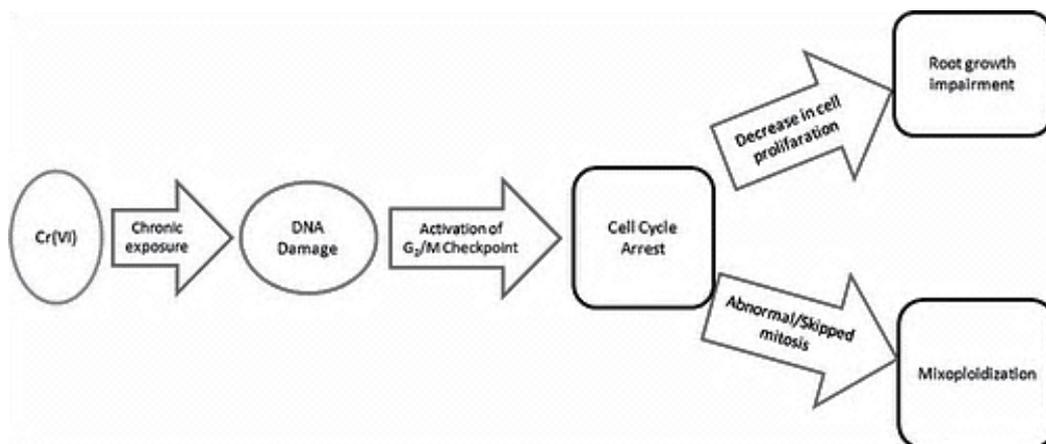 Cr(VI)
Chronic
exposure
DNA
Damage
Activation of
G₂/M Checkpoint
Cell Cycle
Arrest
Decrease in cell
prolifaration
Root growth
impairment
Abnormal/Skipped
mitosis
Mixoploidization